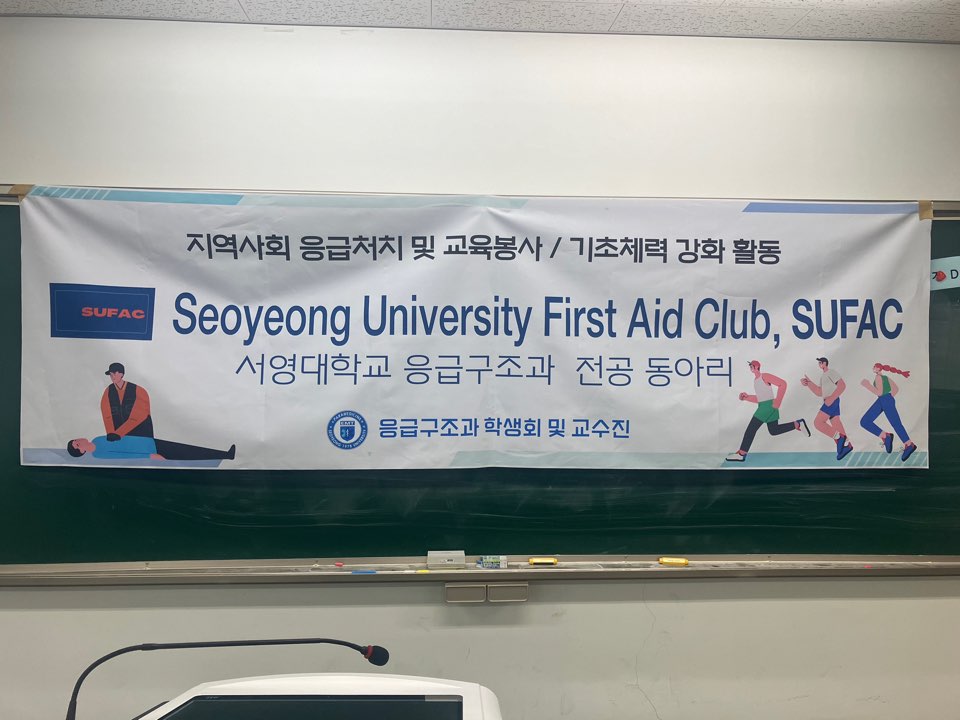 지역사회 응급처치 및 교육봉사 / 기초체력 강화 활동
SUFAC
Seoyeong University First Aid Club, SUFAC
서영대학교 응급구조과 전공 동아리
EMT
응급구조과 학생회 및 교수진
D